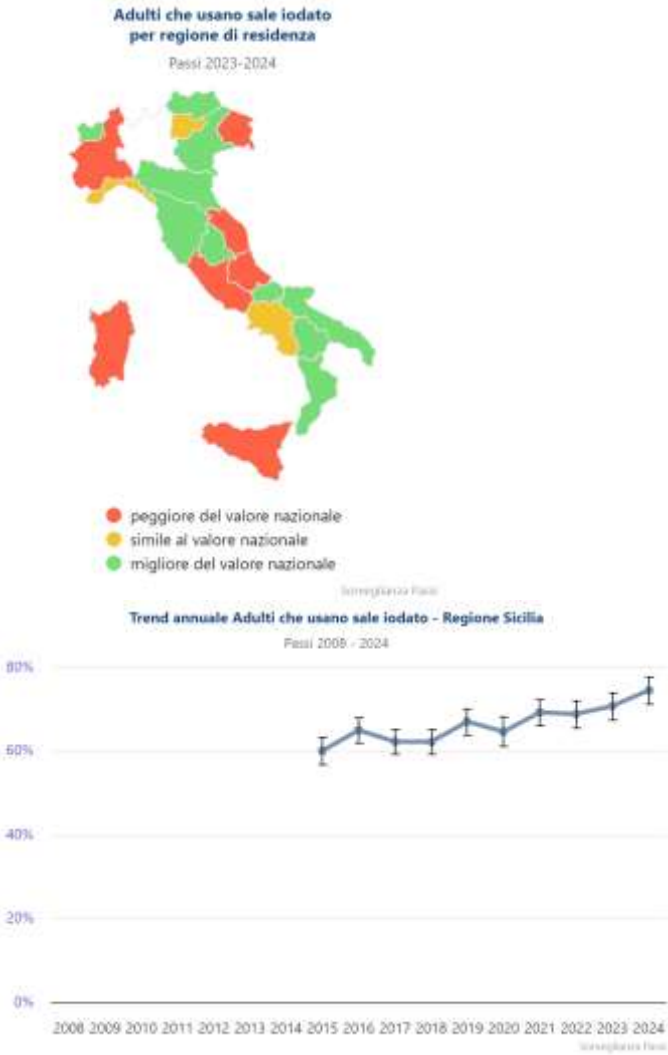 Adulti che usano sale iodato
per regione di residenza
Passi 2023-2024
peggiore del valore nazionale
simile al valore nazionale
migliore del valore nazionale
Sorveglianza Passi
Trend annuale Adulti che usano sale iodato - Regione Sicilia
Passi 2008 - 2024
80%
60%
40%
20%
0%
2008 2009 2010 2011 2012 2013 2014 2015 2016 2017 2018 2019 2020 2021 2022 2023 2024
Sorveglianza Passi